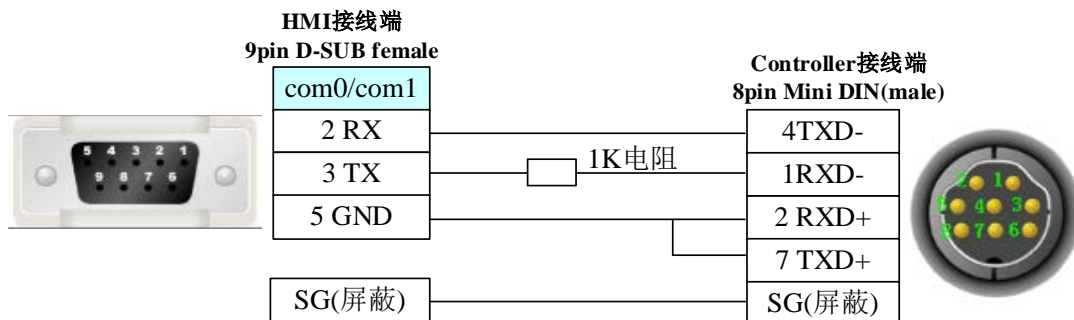 HMI接线端
9pin D-SUB female
com0/com1
2 RX
3 TX
5 GND
SG(屏蔽)
1K电阻
Controller接线端
8pin Mini DIN(male)
4TXD-
1RXD-
2 RXD+
7 TXD+
SG(屏蔽)
5 4 3 2 1
9 8 7 6
2 1
5 4 3
8 7 6